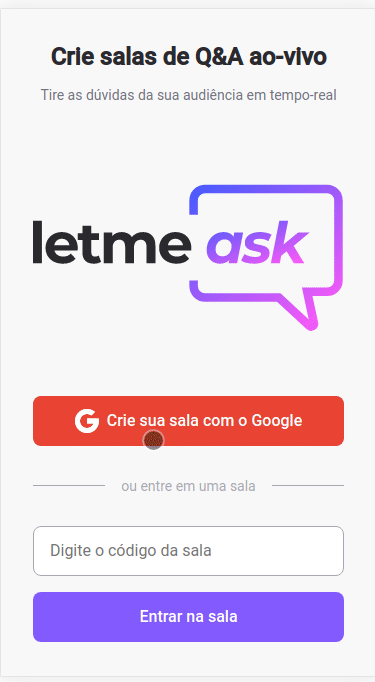 Crie salas de Q&A ao-vivo
Tire as dúvidas da sua audiência em tempo-real
letme ask
Crie sua sala com o Google
ou entre em uma sala
Digite o código da sala
Entrar na sala